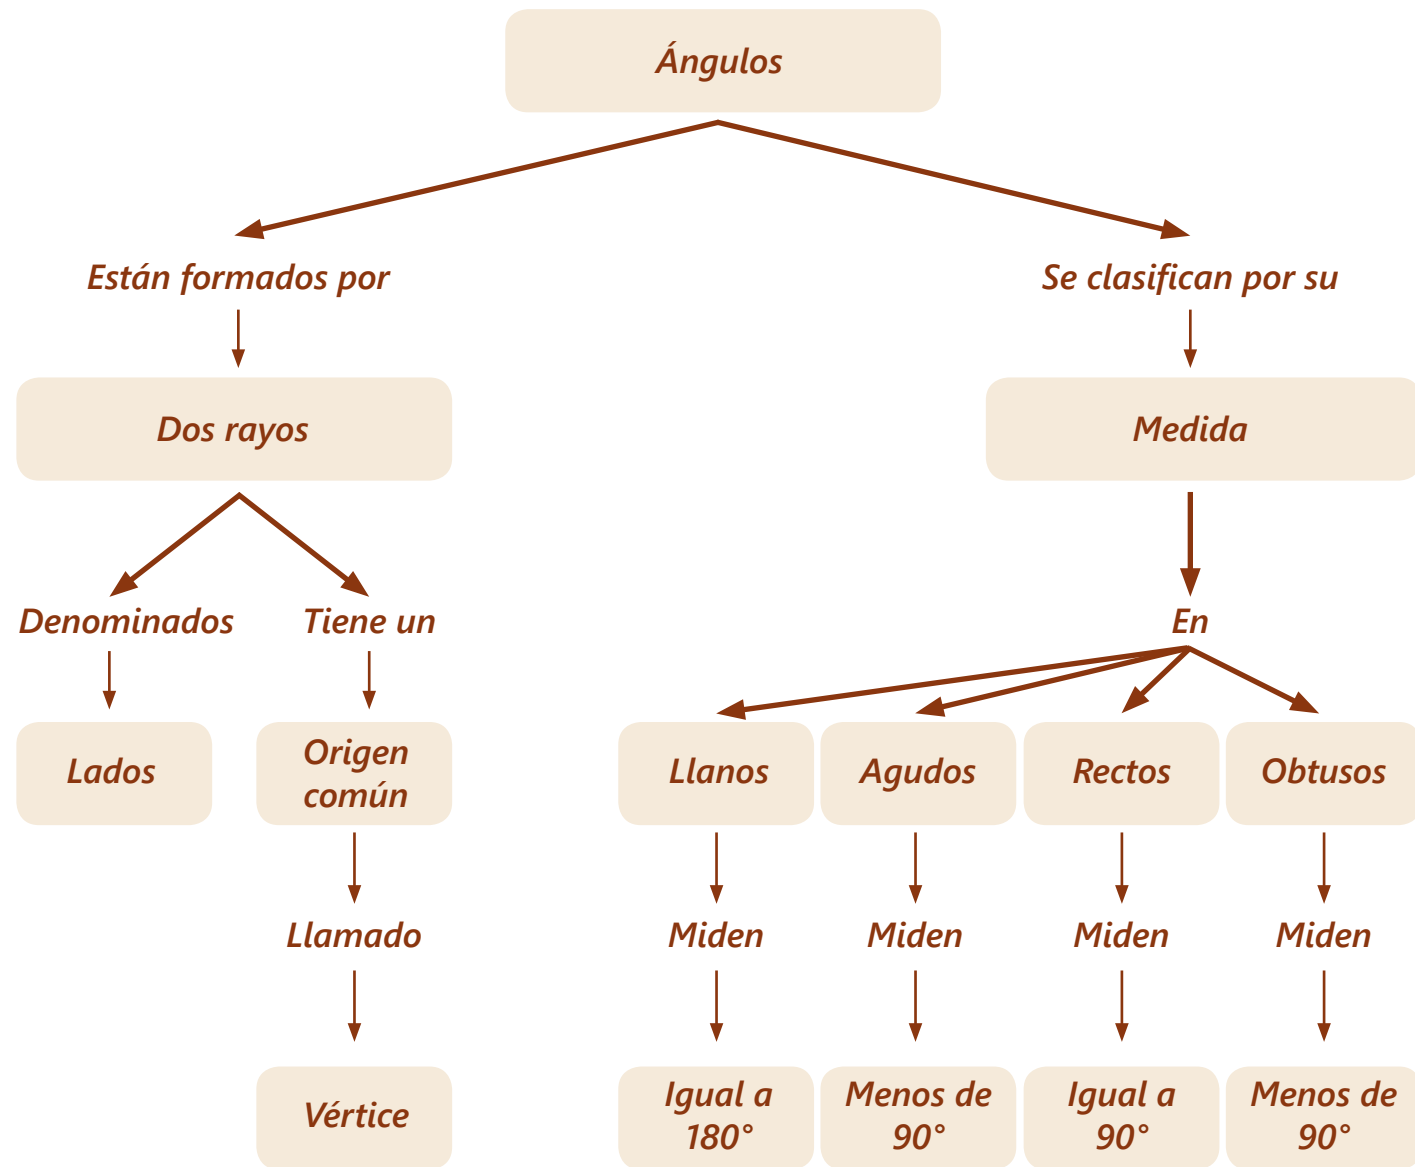 Ángulos
Están formados por
Se clasifican por su
Dos rayos
Medida
Denominados
Tiene un
En
Lados
Origen
común
Llanos
Agudos
Rectos
Obtusos
Llamado
Miden
Miden
Miden
Miden
Vértice
Igual a
180°
Menos de
90°
Igual a
90°
Menos de
90°